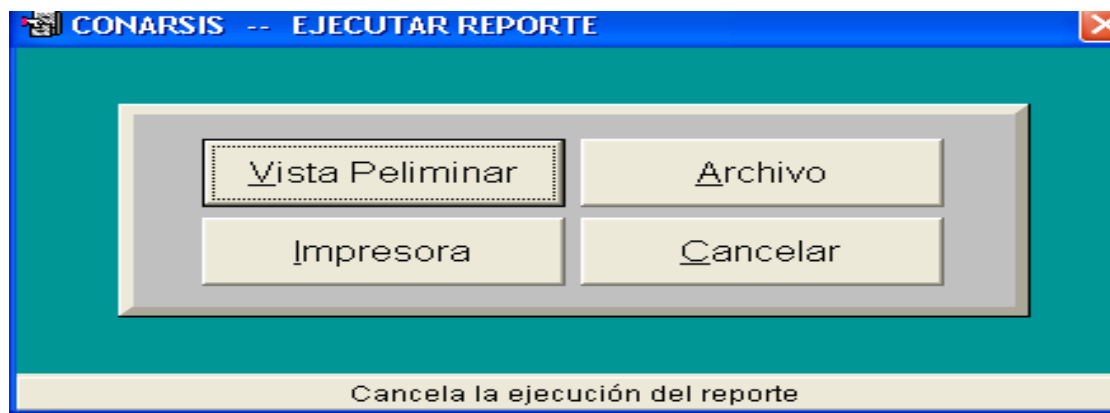 CONARSIS -- EJECUTAR REPORTE
Vista Peliminar Archivo
Impresora Cancelar
Cancela la ejecución del reporte